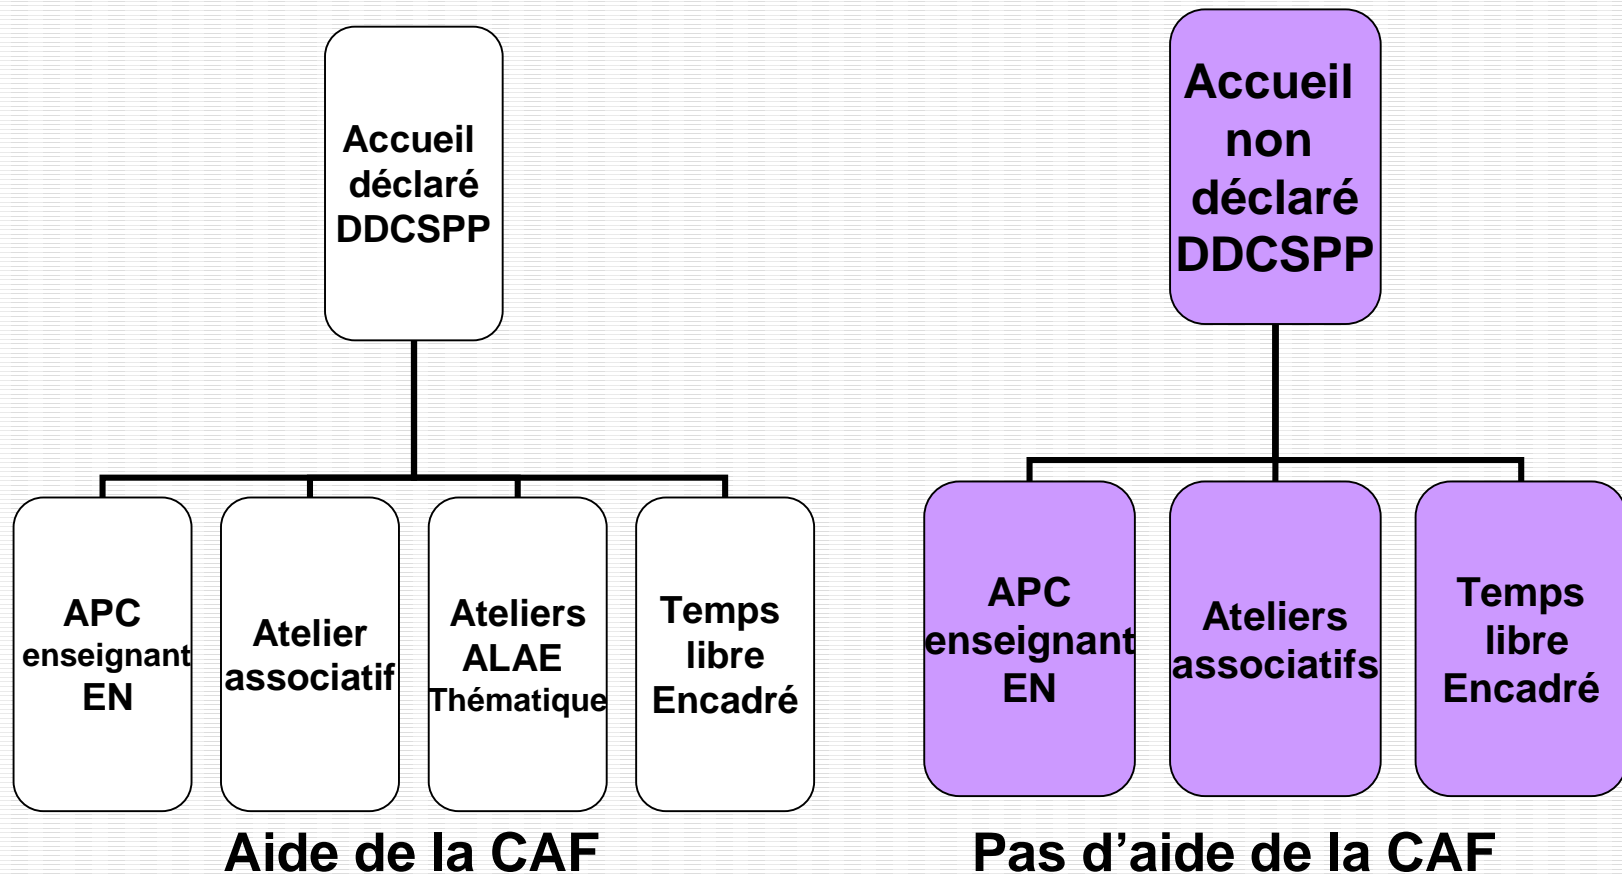 Accueil
déclaré
DDCSPP
APC
enseignant
EN
Atelier
associatif
Ateliers
ALAE
Thématique
Temps
libre
Encadré
Aide de la CAF
Accueil
non
déclaré
DDCSPP
APC
enseignant
EN
Ateliers
associatifs
Temps
libre
Encadré
Pas d’aide de la CAF